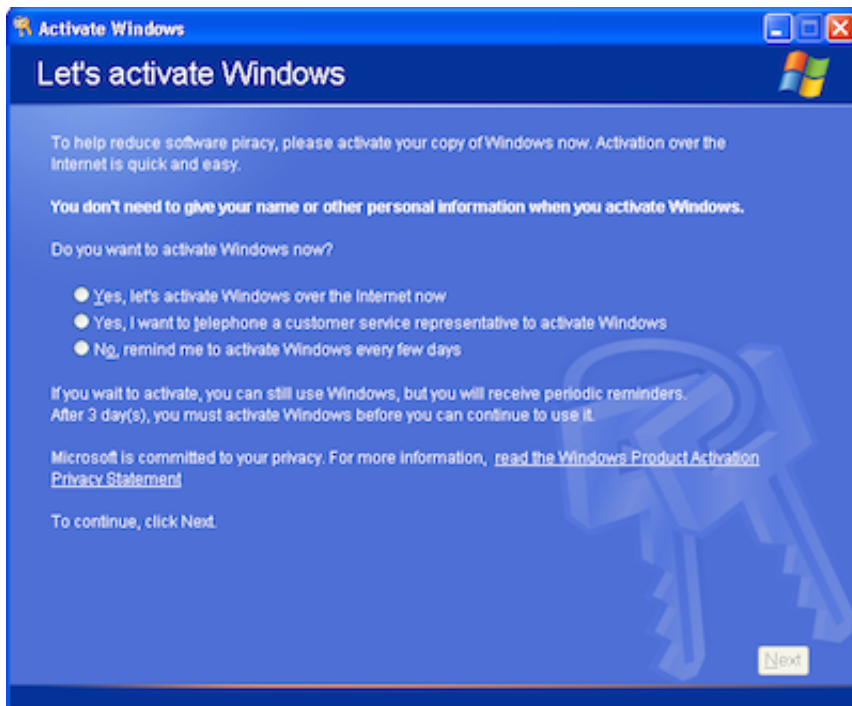 Activate Windows
Let's activate Windows
To help reduce software piracy, please activate your copy of Windows now. Activation over the
Internet is quick and easy.
You don't need to give your name or other personal information when you activate Windows.
Do you want to activate Windows now?
Yes, let's activate Windows over the Internet now
Yes, I want to telephone a customer service representative to activate Windows
No, remind me to activate Windows every few days
If you wait to activate, you can still use Windows, but you will receive periodic reminders.
After 3 day(s), you must activate Windows before you can continue to use it.
Microsoft is committed to your privacy. For more information, read the Windows Product Activation
Privacy Statement
To continue, click Next.
Next